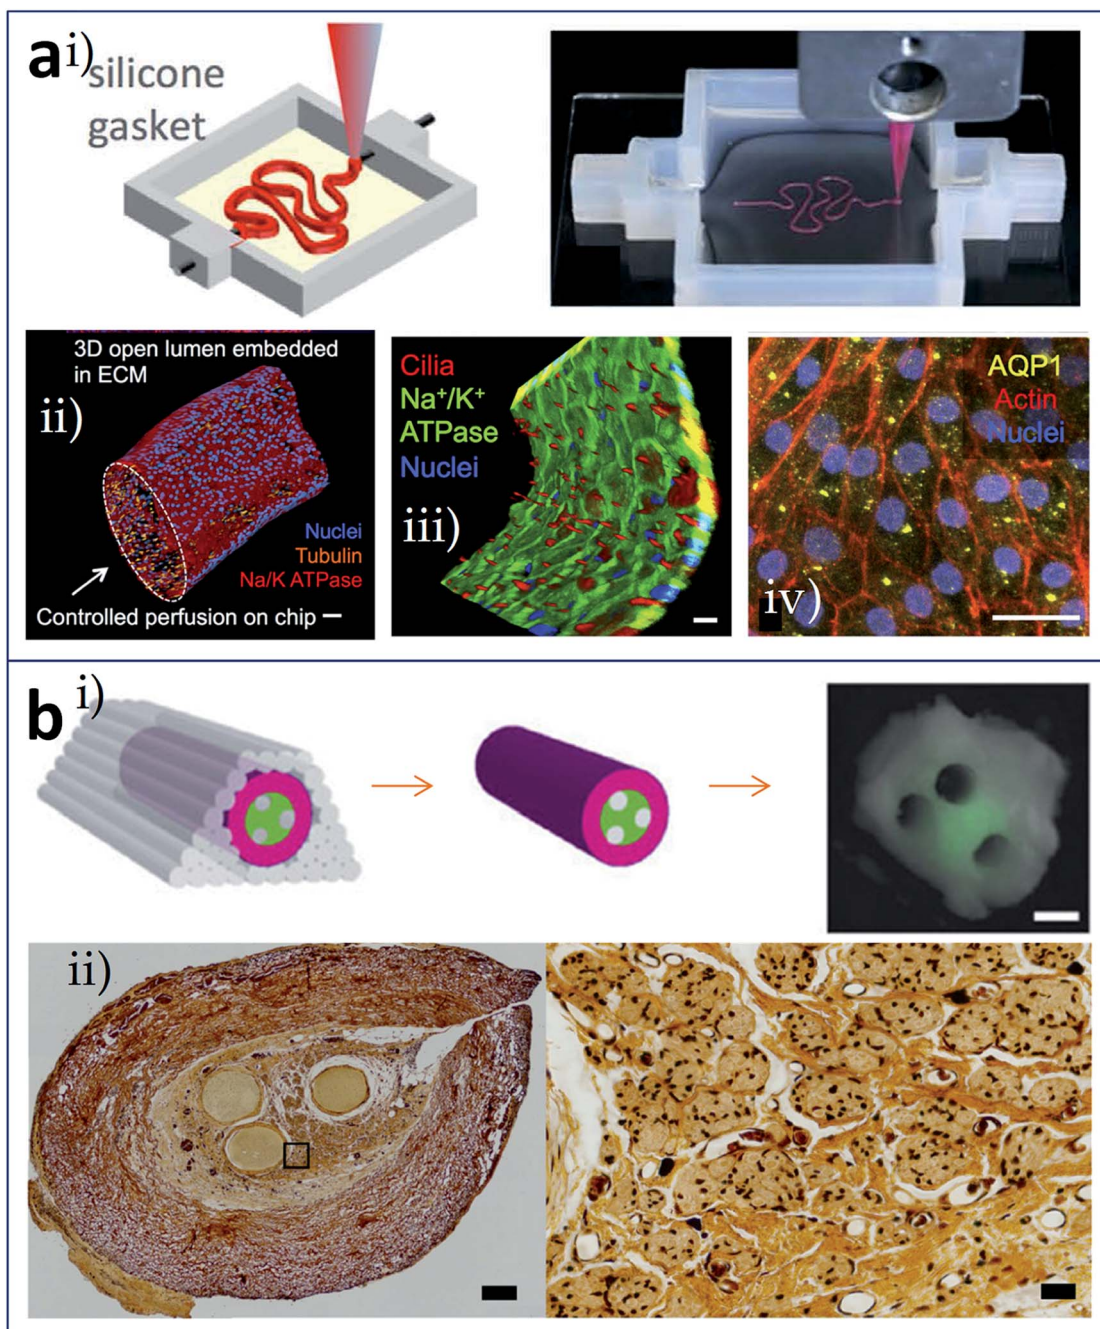 a i)
silicone
gasket
3D open lumen embedded
in ECM
ii)
Nuclei
Tubulin
Na/K ATPase
Controlled perfusion on chip
Cilia
Na⁺/K⁺
ATPase
Nuclei
iii)
AQP1
Actin
Nuclei
iv)
b i)
ii)